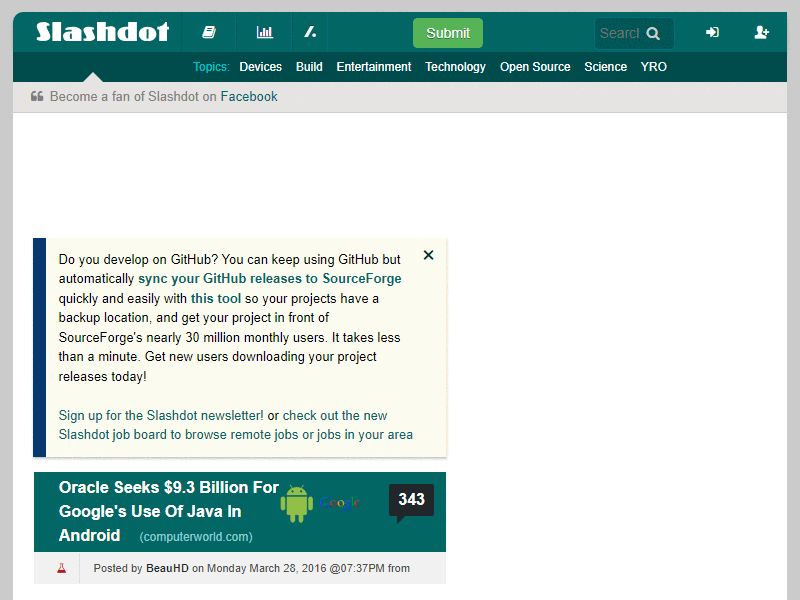 Slashdot
Submit
Search
Topics: Devices Build Entertainment Technology Open Source Science YRO
Become a fan of Slashdot on Facebook
Do you develop on GitHub? You can keep using GitHub but
automatically sync your GitHub releases to SourceForge
quickly and easily with this tool so your projects have a
backup location, and get your project in front of
SourceForge's nearly 30 million monthly users. It takes less
than a minute. Get new users downloading your project
releases today!
Sign up for the Slashdot newsletter! or check out the new
Slashdot job board to browse remote jobs or jobs in your area
Oracle Seeks $9.3 Billion For
Google's Use Of Java In
Android (computerworld.com)
Google
343
Posted by BeauHD on Monday March 28, 2016 @07:37PM from